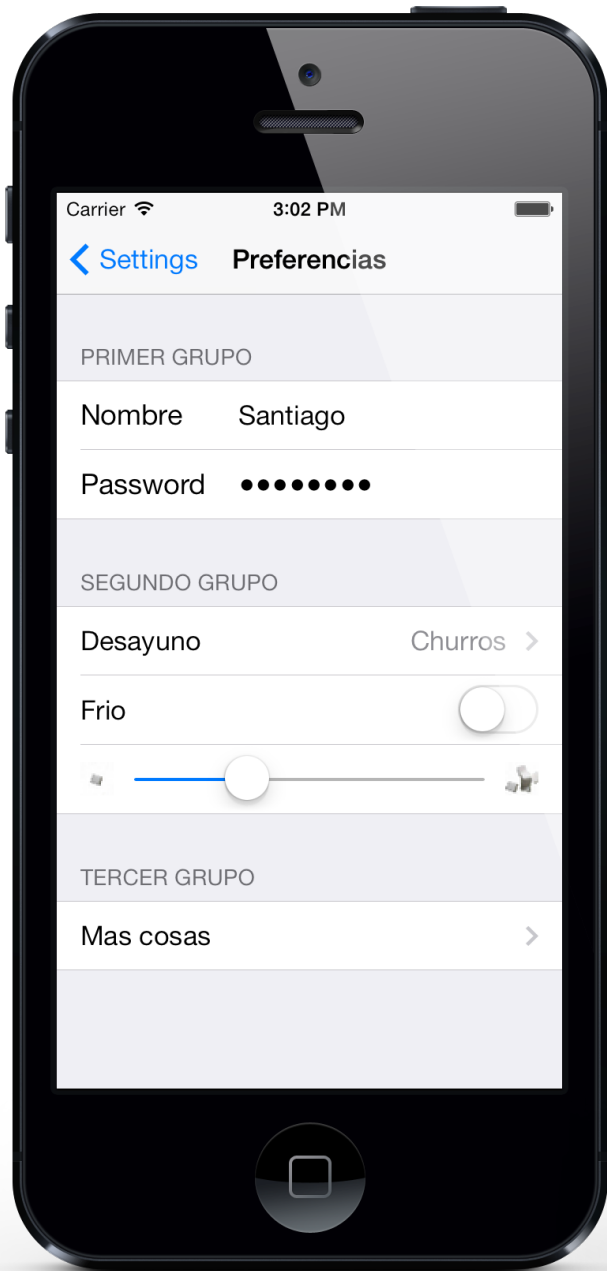 Carrier 3:02 PM
Settings Preferencias
PRIMER GRUPO
Nombre Santiago
Password ●●●●●●●●
SEGUNDO GRUPO
Desayuno Churros
Frio
TERCER GRUPO
Mas cosas